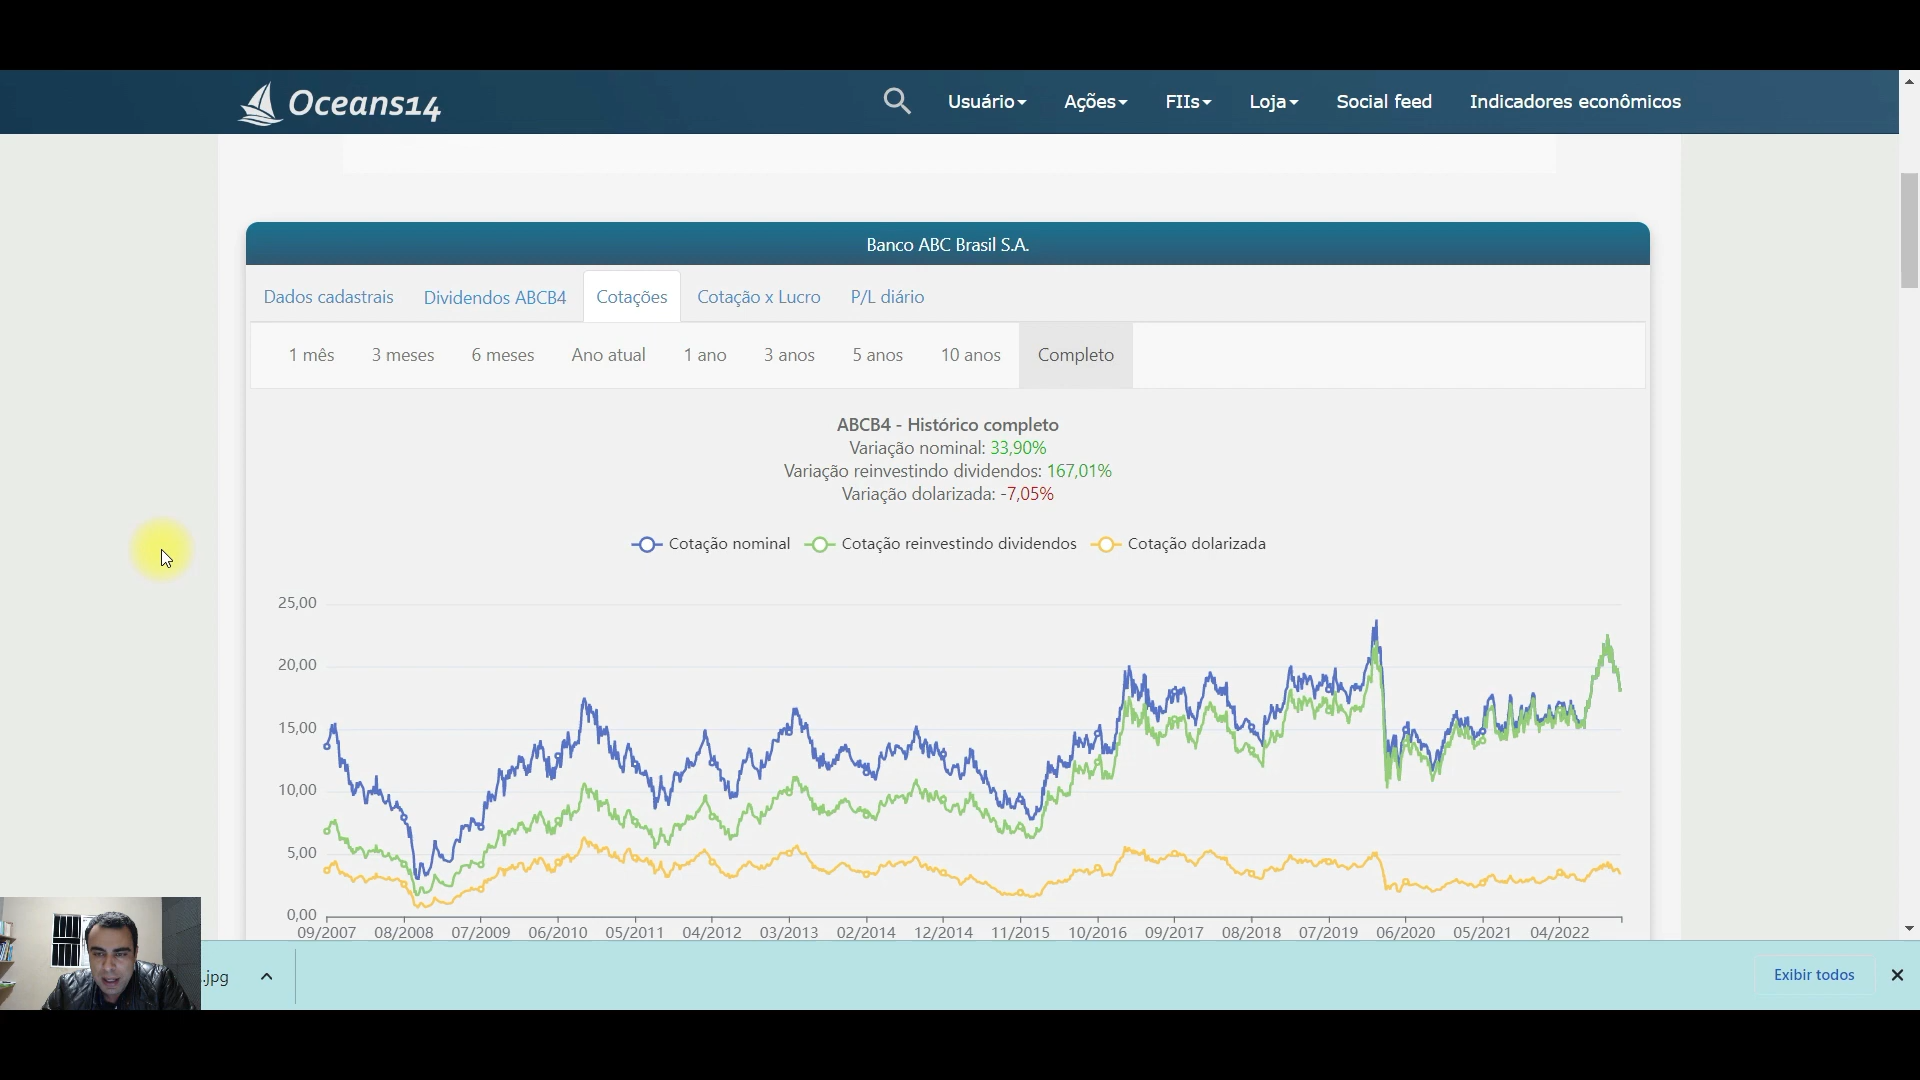 Oceans14
Usuário
Ações
FIIs
Loja
Social feed
Indicadores econômicos
Banco ABC Brasil S.A.
Dados cadastrais
Dividendos ABCB4
Cotações
Cotação x Lucro
P/L diário
1 mês
3 meses
6 meses
Ano atual
1 ano
3 anos
5 anos
10 anos
Completo
ABCB4 - Histórico completo
Variação nominal: 33,90%
Variação reinvestindo dividendos: 167,01%
Variação dolarizada: -7,05%
Cotação nominal
Cotação reinvestindo dividendos
Cotação dolarizada
25,00
20,00
15,00
10,00
5,00
0,00
09/2007 08/2008 07/2009 06/2010 05/2011 04/2012 03/2013 02/2014 12/2014 11/2015 10/2016 09/2017 08/2018 07/2019 06/2020 05/2021 04/2022
.jpg
Exibir todos